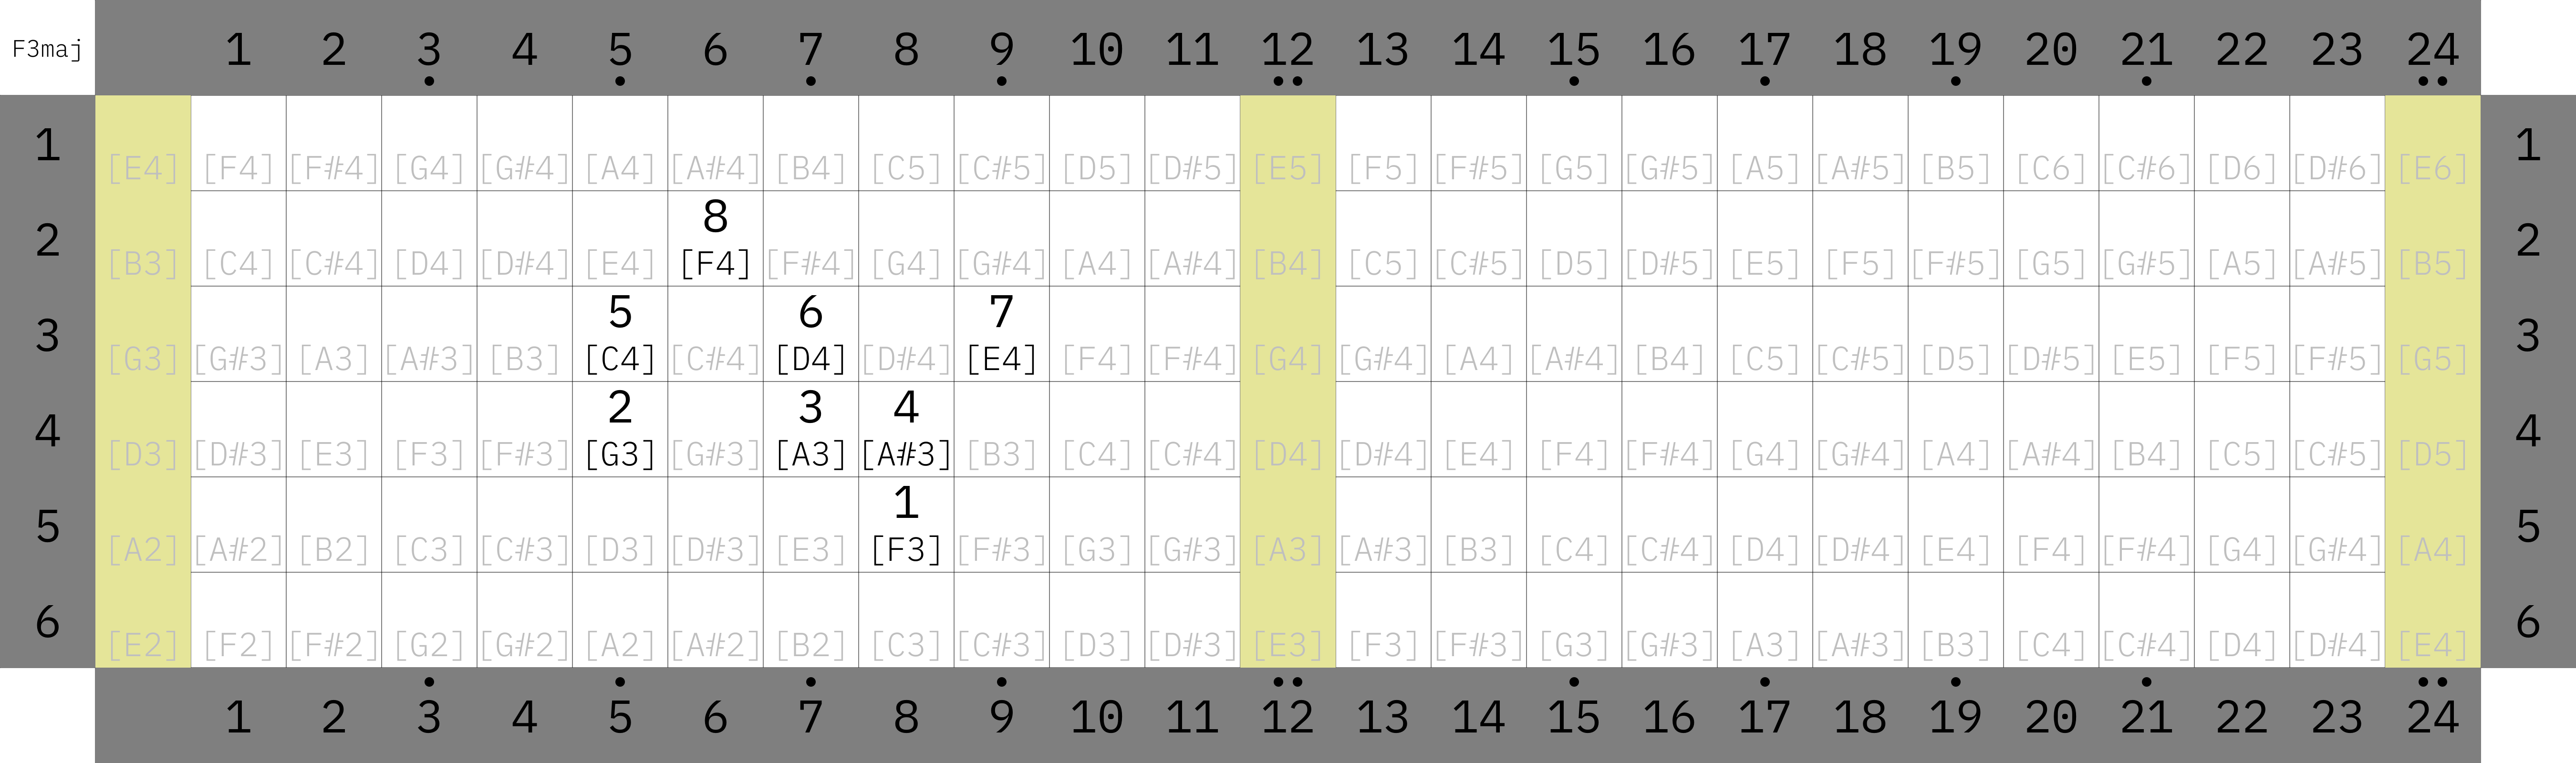 F3maj 1 2 3 4 5 6 7 8 9 10 11 12 13 14 15 16 17 18 19 20 21 22 23 24
1 [E4] [F4] [F#4] [G4] [G#4] [A4] [A#4] [B4] [C5] [C#5] [D5] [D#5] [E5] [F5] [F#5] [G5] [G#5] [A5] [A#5] [B5] [C6] [C#6] [D6] [D#6] [E6] 1
8
2 [B3] [C4] [C#4] [D4] [D#4] [E4] [F4] [F#4] [G4] [G#4] [A4] [A#4] [B4] [C5] [C#5] [D5] [D#5] [E5] [F5] [F#5] [G5] [G#5] [A5] [A#5] [B5] 2
5 6 7
3 [G3] [G#3] [A3] [A#3] [B3] [C4] [C#4] [D4] [D#4] [E4] [F4] [F#4] [G4] [G#4] [A4] [A#4] [B4] [C5] [C#5] [D5] [D#5] [E5] [F5] [F#5] [G5] 3
2 3 4
4 [D3] [D#3] [E3] [F3] [F#3] [G3] [G#3] [A3] [A#3] [B3] [C4] [C#4] [D4] [D#4] [E4] [F4] [F#4] [G4] [G#4] [A4] [A#4] [B4] [C5] [C#5] [D5] 4
1
5 [A2] [A#2] [B2] [C3] [C#3] [D3] [D#3] [E3] [F3] [F#3] [G3] [G#3] [A3] [A#3] [B3] [C4] [C#4] [D4] [D#4] [E4] [F4] [F#4] [G4] [G#4] [A4] 5
6 [E2] [F2] [F#2] [G2] [G#2] [A2] [A#2] [B2] [C3] [C#3] [D3] [D#3] [E3] [F3] [F#3] [G3] [G#3] [A3] [A#3] [B3] [C4] [C#4] [D4] [D#4] [E4] 6
1 2 3 4 5 6 7 8 9 10 11 12 13 14 15 16 17 18 19 20 21 22 23 24